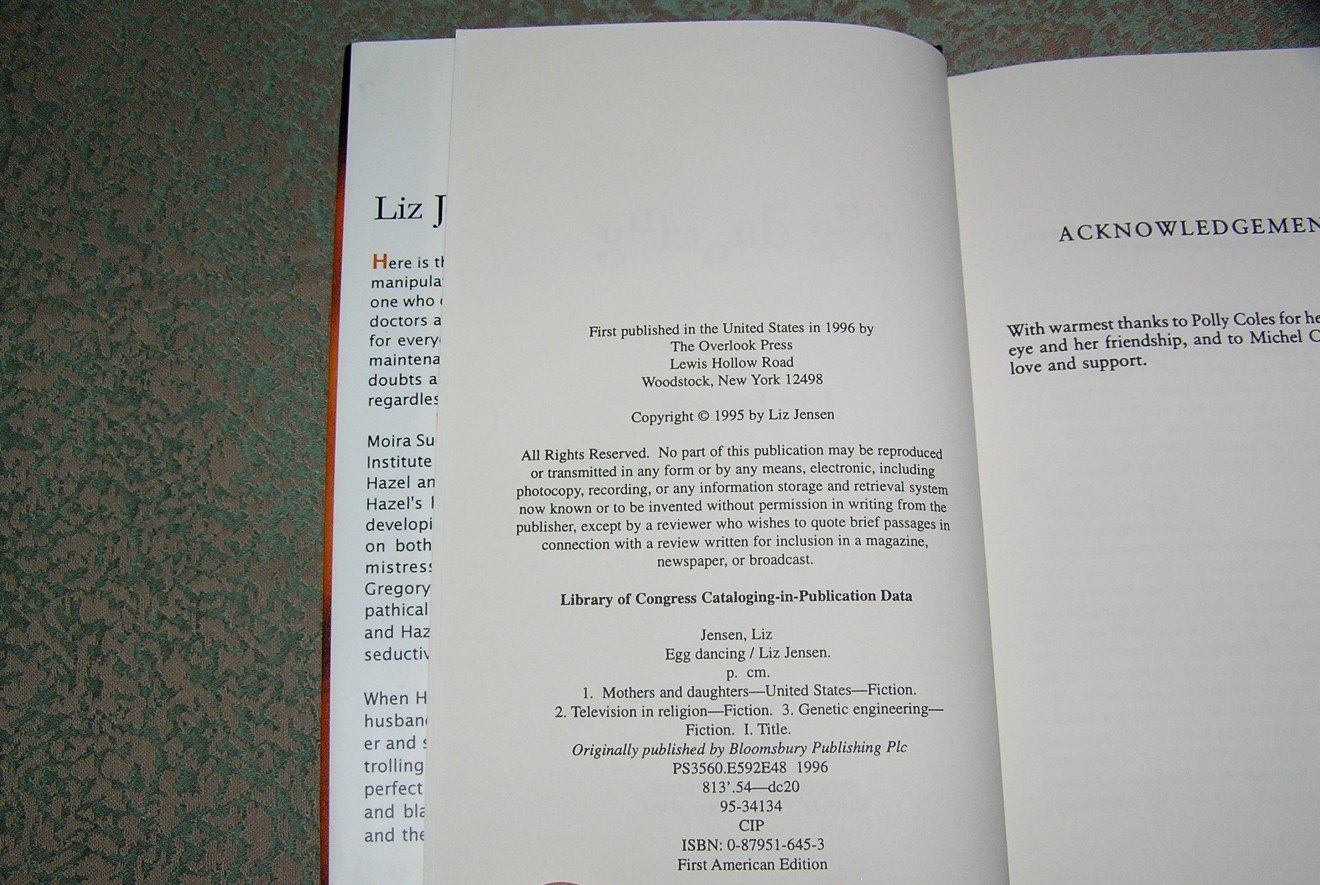 Liz J
Here is th
manipula
one who
doctors a
for every
maintena
doubts a
regardles
Moira Su
Institute
Hazel an
Hazel's
developi
on both
mistress
Gregory
pathical
and Haz
seductiv
When H
husband
er and s
trolling
perfect
and bla
and the
First published in the United States in 1996 by
The Overlook Press
Lewis Hollow Road
Woodstock, New York 12498
Copyright © 1995 by Liz Jensen
All Rights Reserved. No part of this publication may be reproduced
or transmitted in any form or by any means, electronic, including
photocopy, recording, or any information storage and retrieval system
now known or to be invented without permission in writing from the
publisher, except by a reviewer who wishes to quote brief passages in
connection with a review written for inclusion in a magazine,
newspaper, or broadcast.
Library of Congress Cataloging-in-Publication Data
Jensen, Liz
Egg dancing / Liz Jensen.
p. cm.
1. Mothers and daughters—United States—Fiction.
2. Television in religion—Fiction. 3. Genetic engineering—
Fiction. I. Title.
Originally published by Bloomsbury Publishing Plc
PS3560.E592E48 1996
813'.54—dc20
95-34134
CIP
ISBN: 0-87951-645-3
First American Edition
ACKNOWLEDGEMEN
With warmest thanks to Polly Coles for he
eye and her friendship, and to Michel C
love and support.